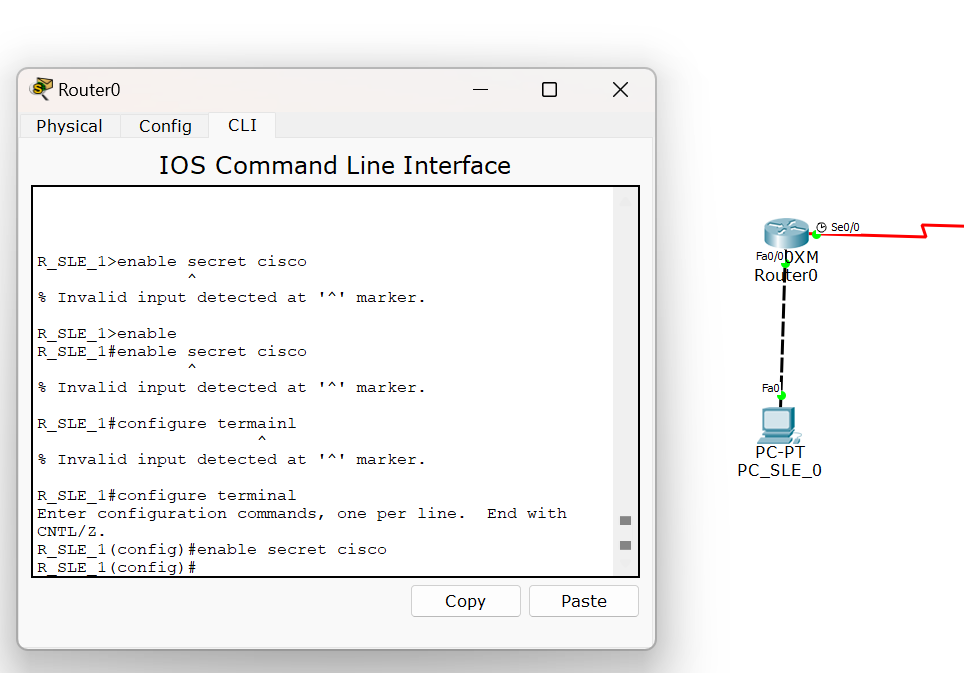 Router0
Physical Config CLI
IOS Command Line Interface
R_SLE_1>enable secret cisco
^
% Invalid input detected at '^' marker.
R_SLE_1>enable
R_SLE_1#enable secret cisco
^
% Invalid input detected at '^' marker.
R_SLE_1#configure termainl
^
% Invalid input detected at '^' marker.
R_SLE_1#configure terminal
Enter configuration commands, one per line.  End with
CNTL/Z.
R_SLE_1(config)#enable secret cisco
R_SLE_1(config)#
Copy Paste
Se0/0
Fa0/0 0XM
Router0
Fa0
PC-PT
PC_SLE_0